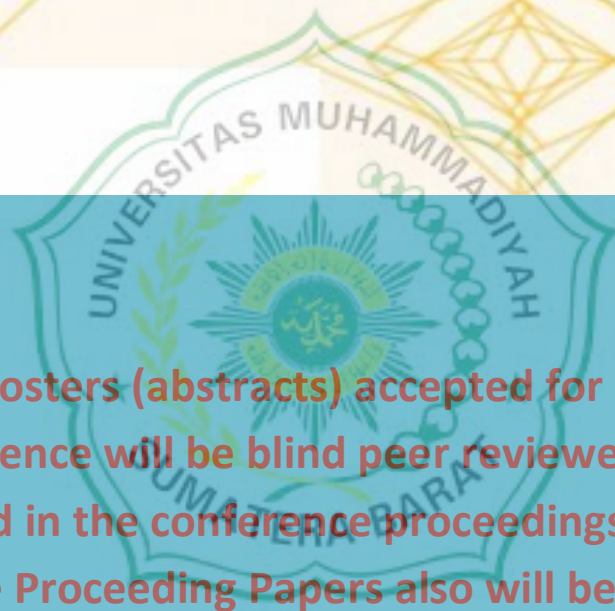 UNIVERSITAS MUHAMMADIYAH
osters (abstracts) accepted for
ence will be blind peer reviewe
d in the conference proceedings
SUMATERA BARAT
Proceeding Papers also will be